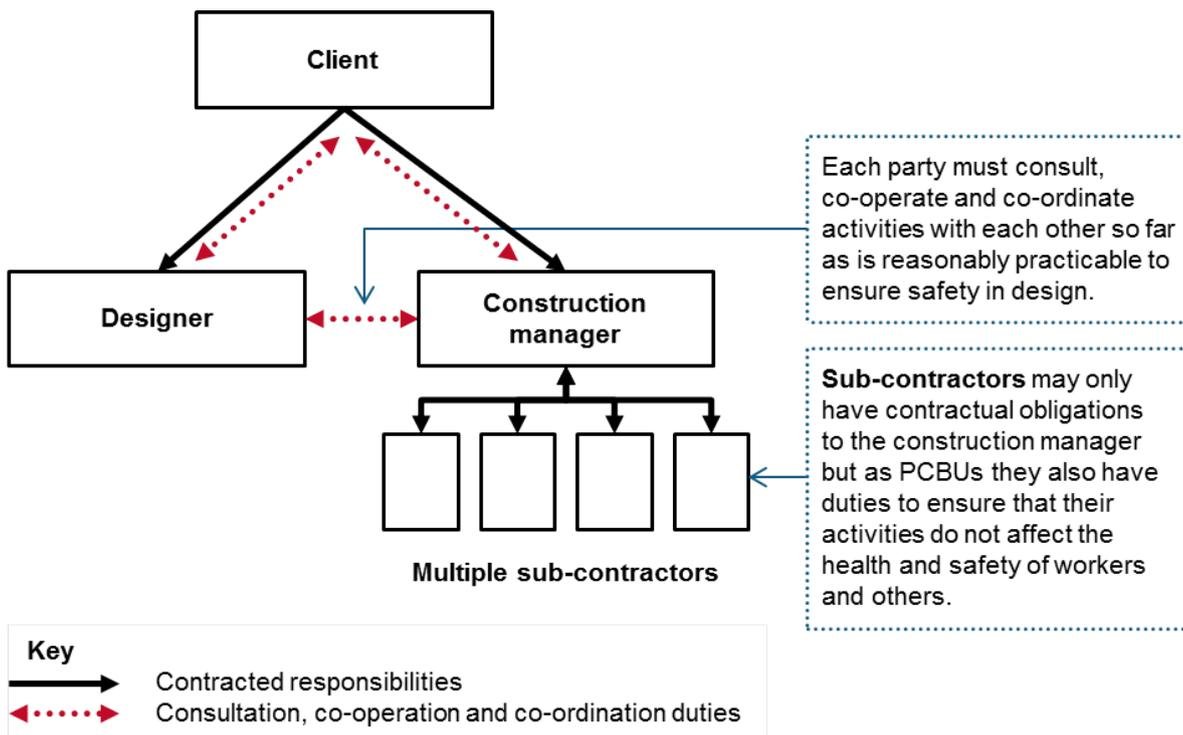 Client
Each party must consult,
co-operate and co-ordinate
activities with each other so far
as is reasonably practicable to
ensure safety in design.
Designer
Construction
manager
Sub-contractors may only
have contractual obligations
to the construction manager
but as PCBUs they also have
duties to ensure that their
activities do not affect the
health and safety of workers
and others.
Multiple sub-contractors
Key
Contracted responsibilities
Consultation, co-operation and co-ordination duties